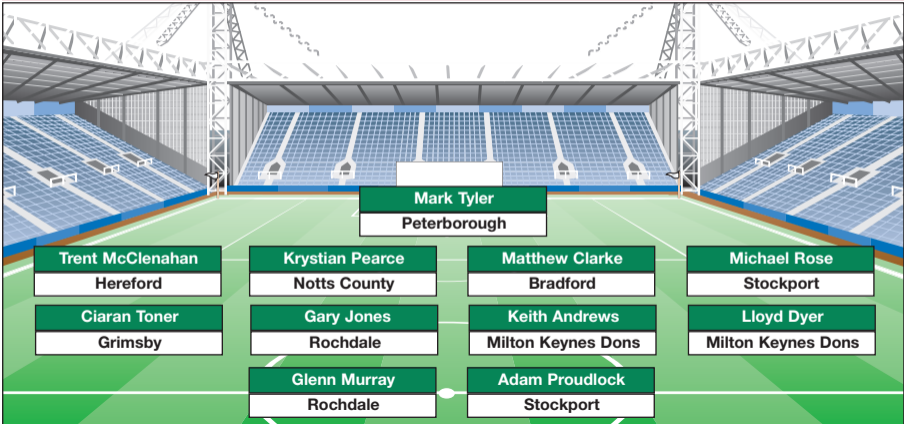 Mark Tyler
Peterborough
Trent McClenahan
Hereford
Krystian Pearce
Notts County
Matthew Clarke
Bradford
Michael Rose
Stockport
Ciaran Toner
Grimsby
Gary Jones
Rochdale
Keith Andrews
Milton Keynes Dons
Lloyd Dyer
Milton Keynes Dons
Glenn Murray
Rochdale
Adam Proudlock
Stockport